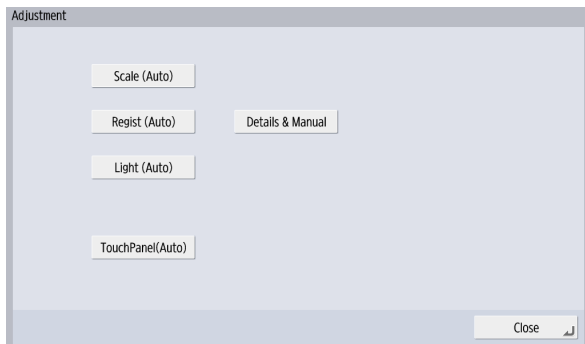 Adjustment
Scale (Auto)
Regist (Auto)
Details & Manual
Light (Auto)
TouchPanel(Auto)
Close